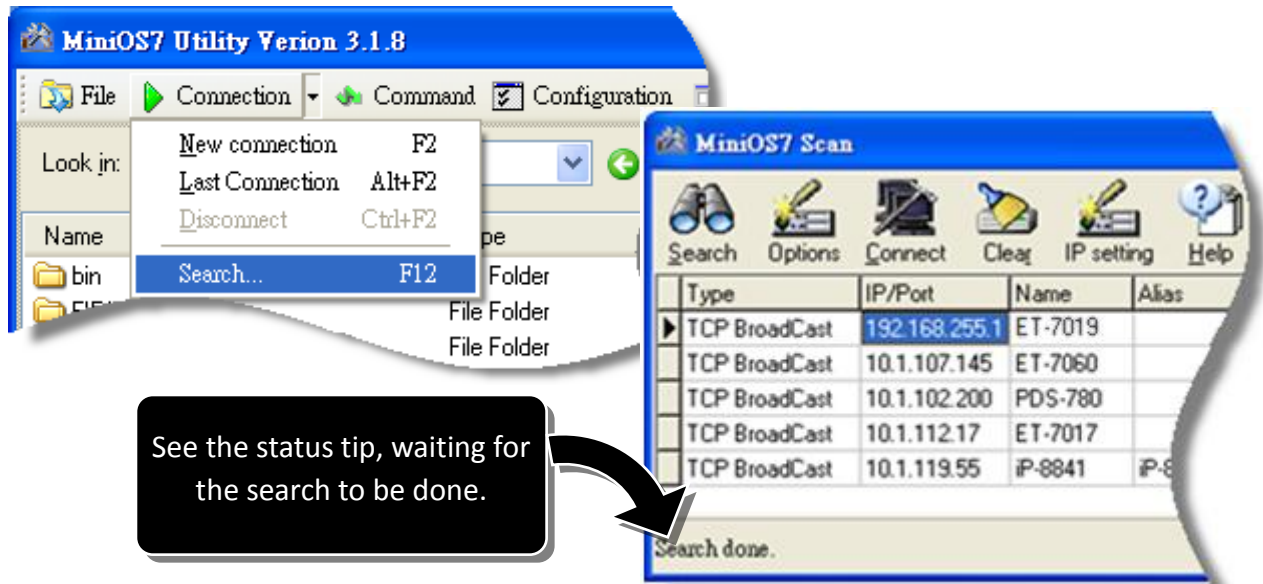 MiniOS7 Utility Verion 3.1.8
File Connection Command Configuration
Look in:
New connection F2
Last Connection Alt+F2
Disconnect Ctrl+F2
Search... F12
Name pe
bin Folder
File Folder
File Folder
MiniOS7 Scan
Search Options Connect Clear IP setting Help
Type IP/Port Name Alias
TCP BroadCast 192.168.255.1 ET-7019
TCP BroadCast 10.1.107.145 ET-7060
TCP BroadCast 10.1.102.200 PDS-780
TCP BroadCast 10.1.112.17 ET-7017
TCP BroadCast 10.1.119.55 iP-8841 iP-8
Search done.
See the status tip, waiting for
the search to be done.